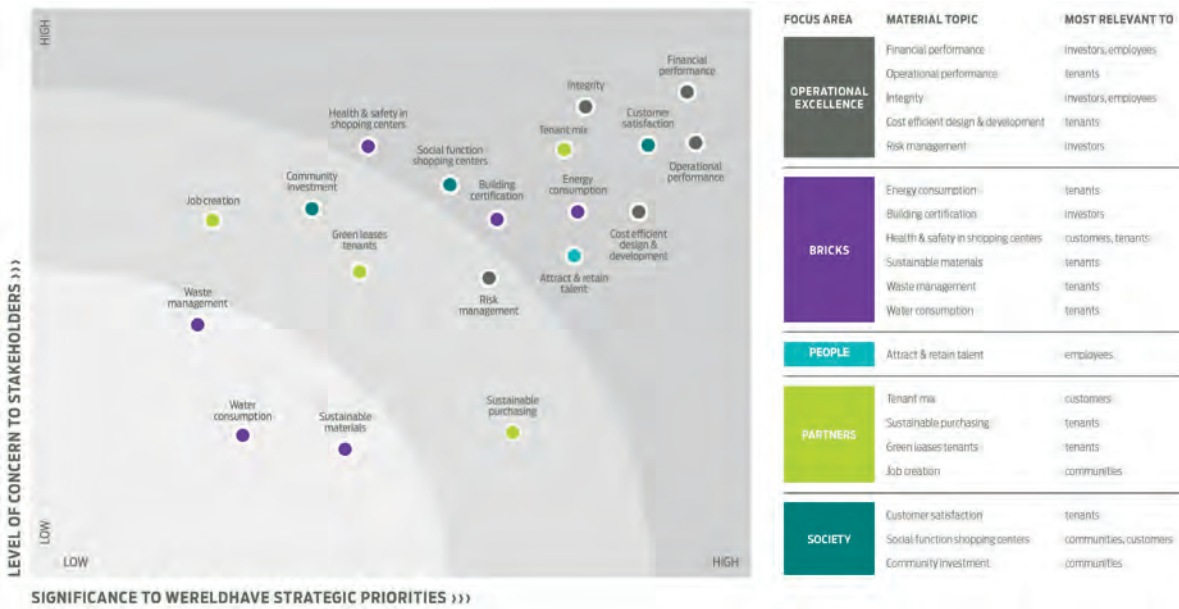 HIGH
LEVEL OF CONCERN TO STAKEHOLDERS >>>
LOW
LOW
HIGH
SIGNIFICANCE TO WERELDHAVE STRATEGIC PRIORITIES >>>
Financial
performance
Integrity
Health & safety in
shopping centers
Customer
satisfaction
Tenant mix
Social function
shopping centers
Operational
performance
Community
investment
Energy
consumption
Building
certification
Job creation
Green leases
tenants
Cost efficient
design &
development
Attract & retain
talent
Waste
management
Risk
management
Water
consumption
Sustainable
materials
Sustainable
purchasing
FOCUS AREA MATERIAL TOPIC MOST RELEVANT TO
OPERATIONAL
EXCELLENCE
Financial performance investors, employees
Operational performance tenants
Integrity investors, employees
Cost efficient design & development tenants
Risk management investors
BRICKS
Energy consumption tenants
Building certification investors
Health & safety in shopping centers customers, tenants
Sustainable materials tenants
Waste management tenants
Water consumption tenants
PEOPLE
Attract & retain talent employees
PARTNERS
Tenant mix customers
Sustainable purchasing tenants
Green leases tenants tenants
Job creation communities
SOCIETY
Customer satisfaction tenants
Social function shopping centers communities, customers
Community investment communities